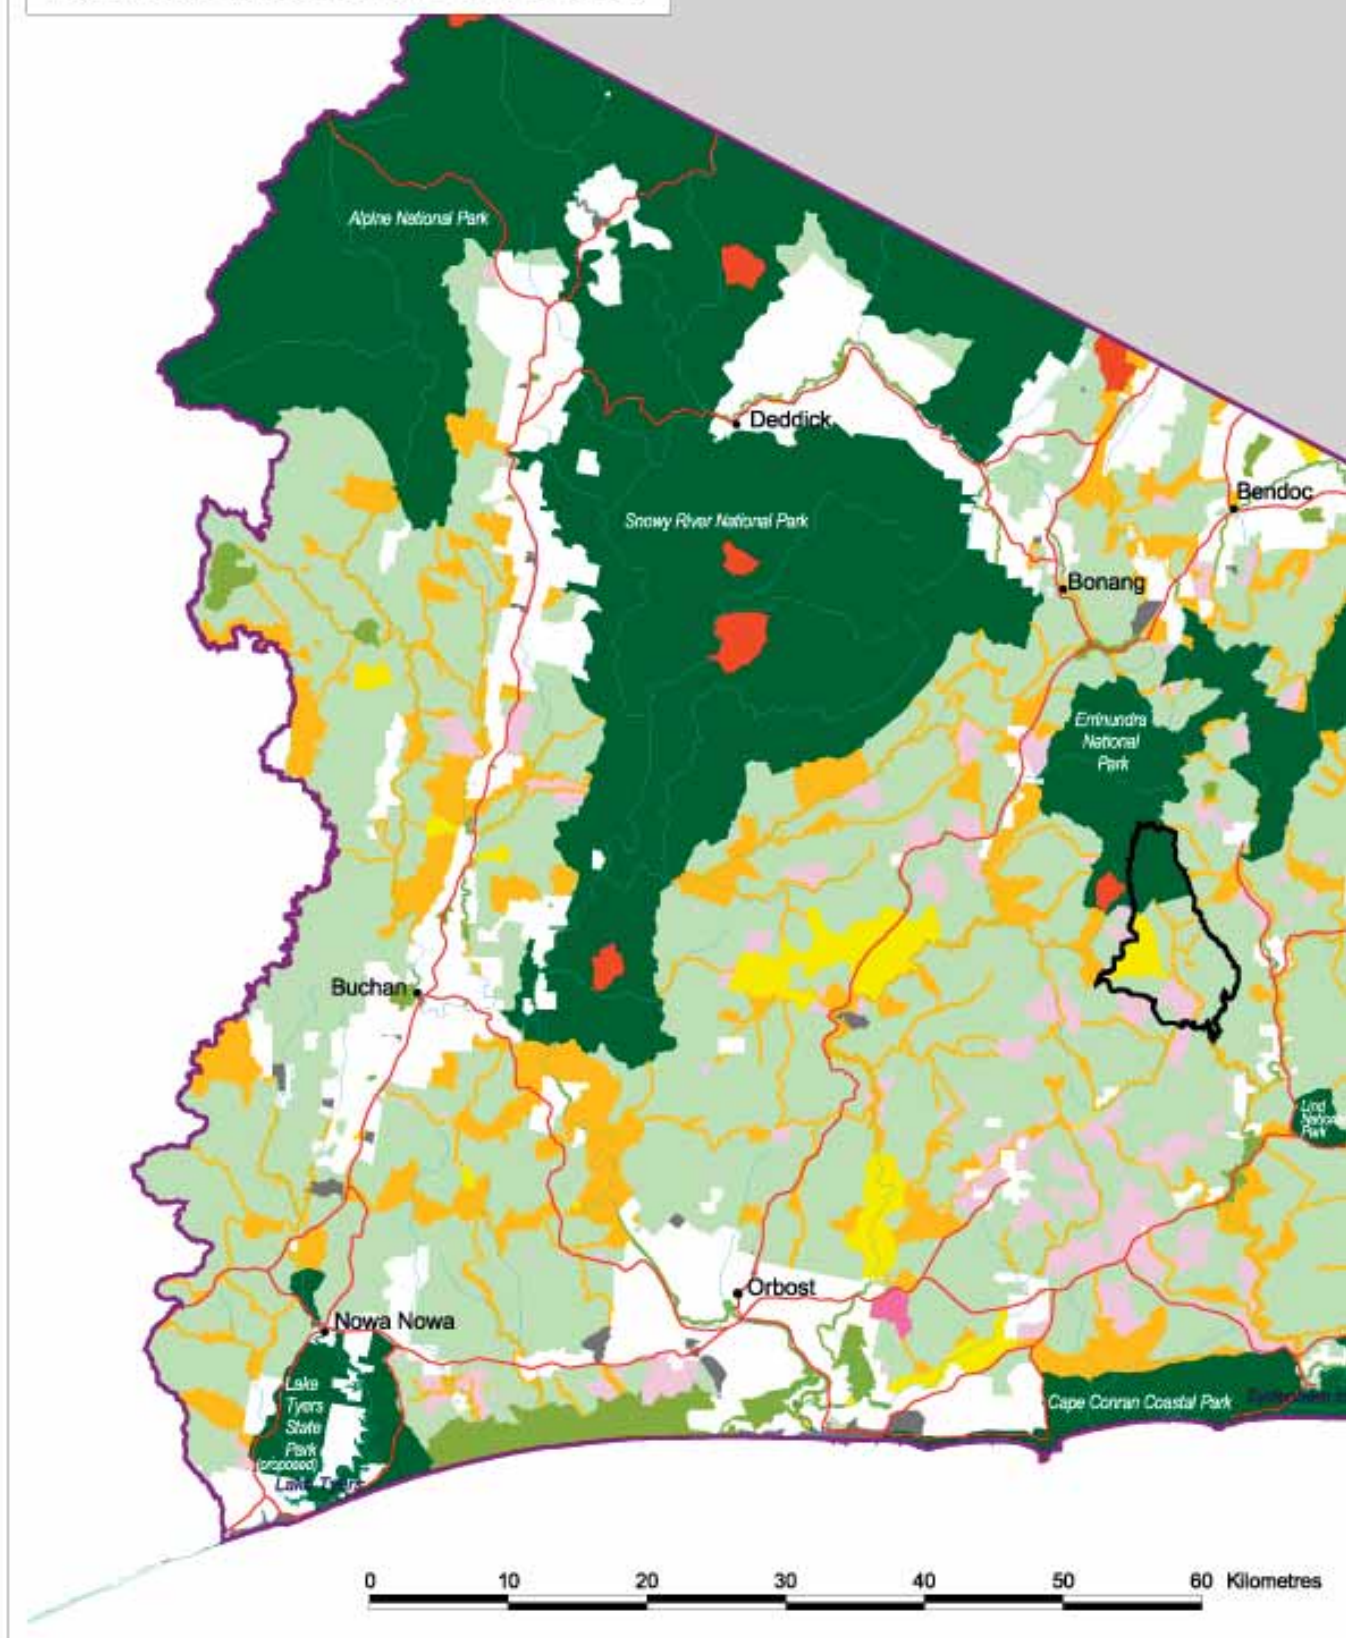 Alpine National Park
Deddick
Snowy River National Park
Bendoc
Bonang
Errinundra
National
Park
Buchan
Lind
National
Park
Orbost
Nowa Nowa
Lake
Tyers
State
Park
(proposed)
Lake Tyers
Cape Conran Coastal Park
0 10 20 30 40 50 60 Kilometres